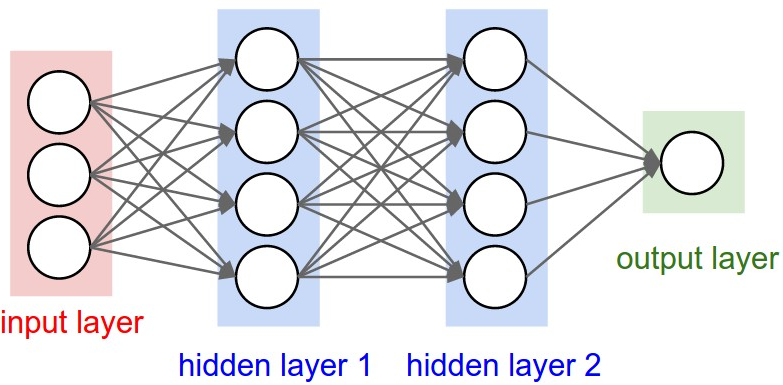 input layer
hidden layer 1
hidden layer 2
output layer